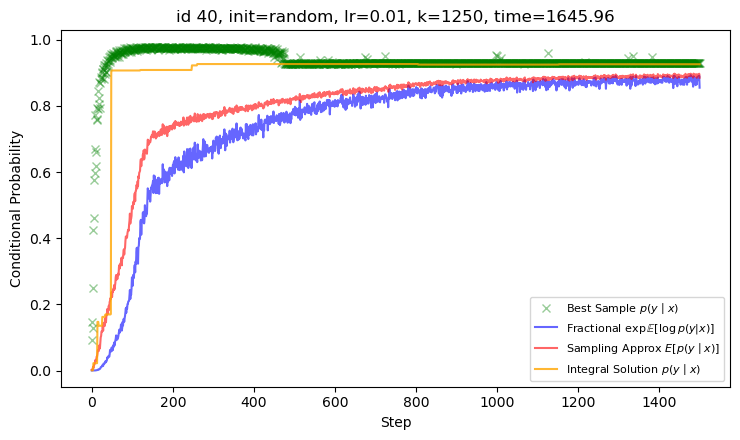 id 40, init=random, lr=0.01, k=1250, time=1645.96
Conditional Probability
1.0
0.8
0.6
0.4
0.2
0.0
Best Sample p(y | x)
Fractional exp𝔼[log p(y|x)]
Sampling Approx E[p(y | x)]
Integral Solution p(y | x)
0 200 400 600 800 1000 1200 1400
Step